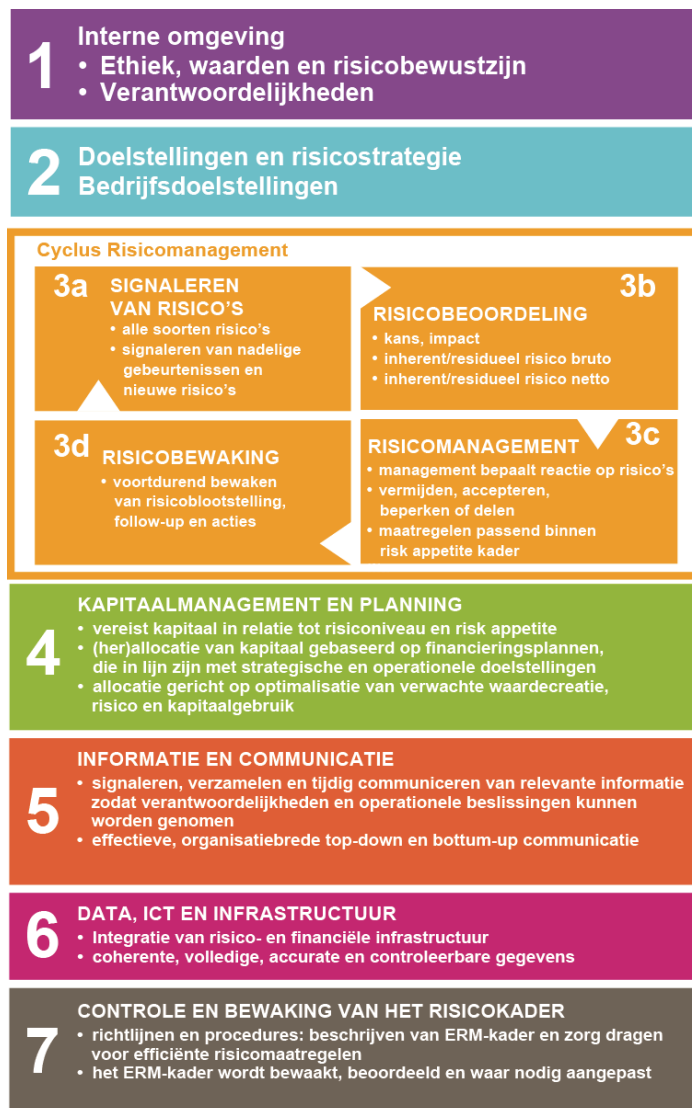 1
Interne omgeving
• Ethiek, waarden en risicobewustzijn
• Verantwoordelijkheden
2
Doelstellingen en risicostrategie
Bedrijfsdoelstellingen
Cyclus Risicomanagement
3a
SIGNALEREN
VAN RISICO’S
• alle soorten risico’s
• signaleren van nadelige
gebeurtenissen en
nieuwe risico’s
3b
RISICOBEOORDELING
• kans, impact
• inherent/residueel risico bruto
• inherent/residueel risico netto
3c
RISICOMANAGEMENT
• management bepaalt reactie op risico’s
• vermijden, accepteren,
beperken of delen
• maatregelen passend binnen
risk appetite kader
3d
RISICOBEWAKING
• voortdurend bewaken
van risicoblootstelling,
follow-up en acties
4
KAPITAALMANAGEMENT EN PLANNING
• vereist kapitaal in relatie tot risiconiveau en risk appetite
• (her)allocatie van kapitaal gebaseerd op financieringsplannen,
die in lijn zijn met strategische en operationele doelstellingen
• allocatie gericht op optimalisatie van verwachte waardecreatie,
risico en kapitaalgebruik
5
INFORMATIE EN COMMUNICATIE
• signaleren, verzamelen en tijdig communiceren van relevante informatie
zodat verantwoordelijkheden en operationele beslissingen kunnen
worden genomen
• effectieve, organisatiebrede top-down en bottum-up communicatie
6
DATA, ICT EN INFRASTRUCTUUR
• Integratie van risico- en financiële infrastructuur
• coherente, volledige, accurate en controleerbare gegevens
7
CONTROLE EN BEWAKING VAN HET RISICOKADER
• richtlijnen en procedures: beschrijven van ERM-kader en zorg dragen
voor efficiënte risicomaatregelen
• het ERM-kader wordt bewaakt, beoordeeld en waar nodig aangepast